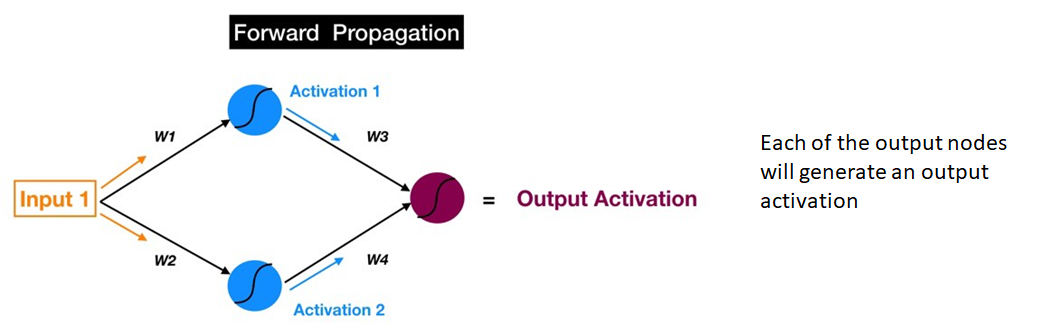 Forward Propagation
Activation 1
W1
W3
Input 1
= Output Activation
W2
W4
Activation 2
Each of the output nodes
will generate an output
activation